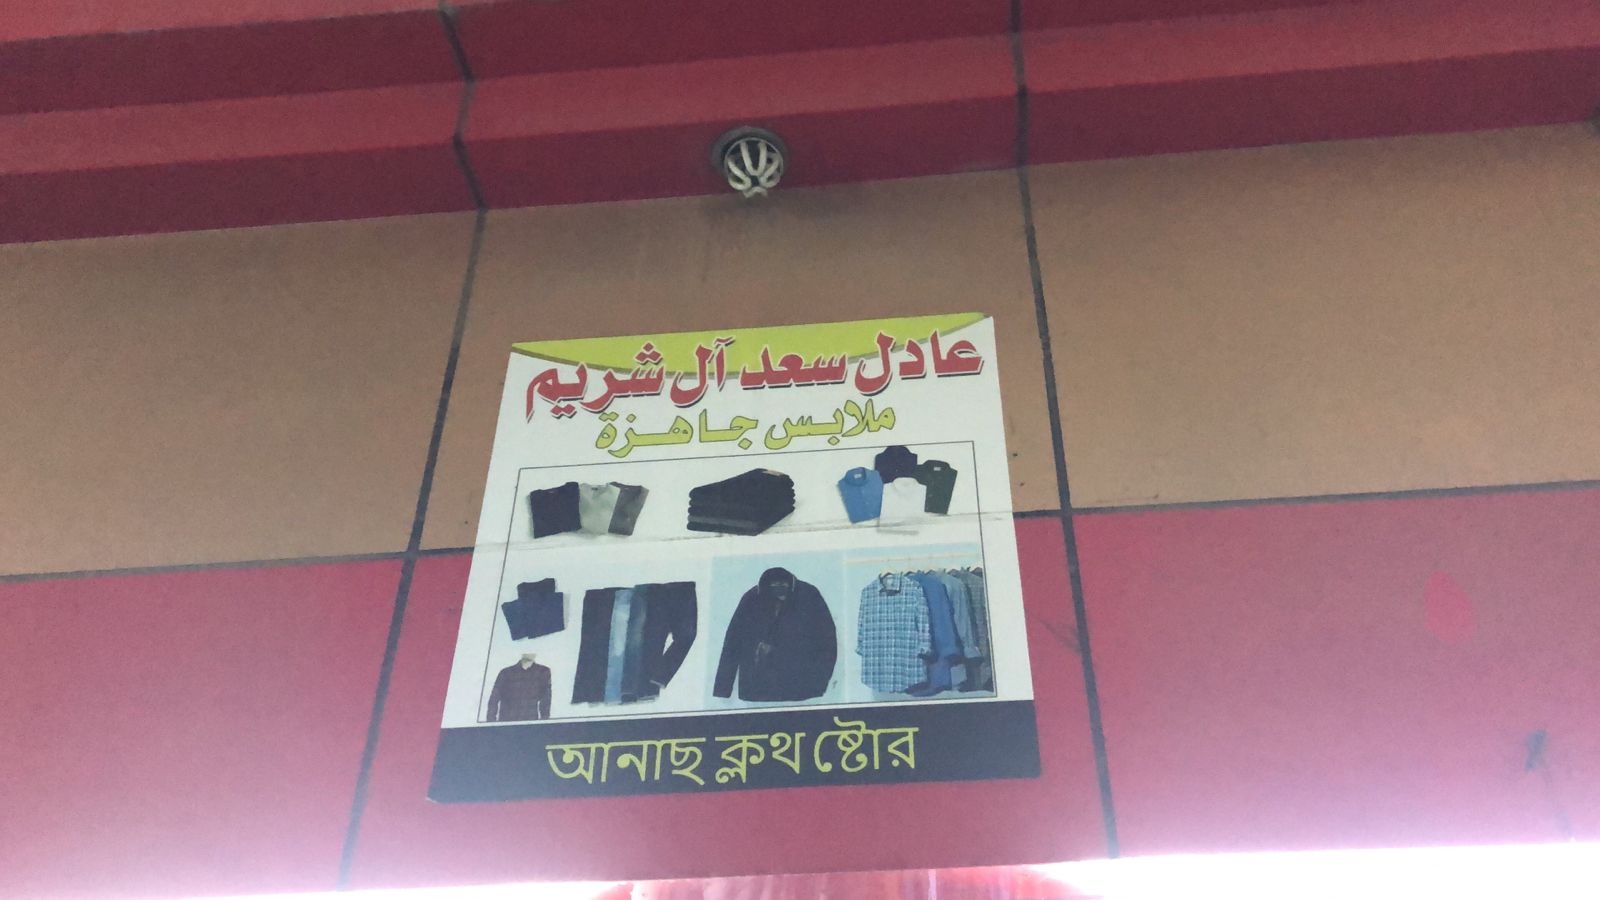 عادل سعد آل شريم
ملابس جاهزة
আনাছ ক্লথ ষ্টোর